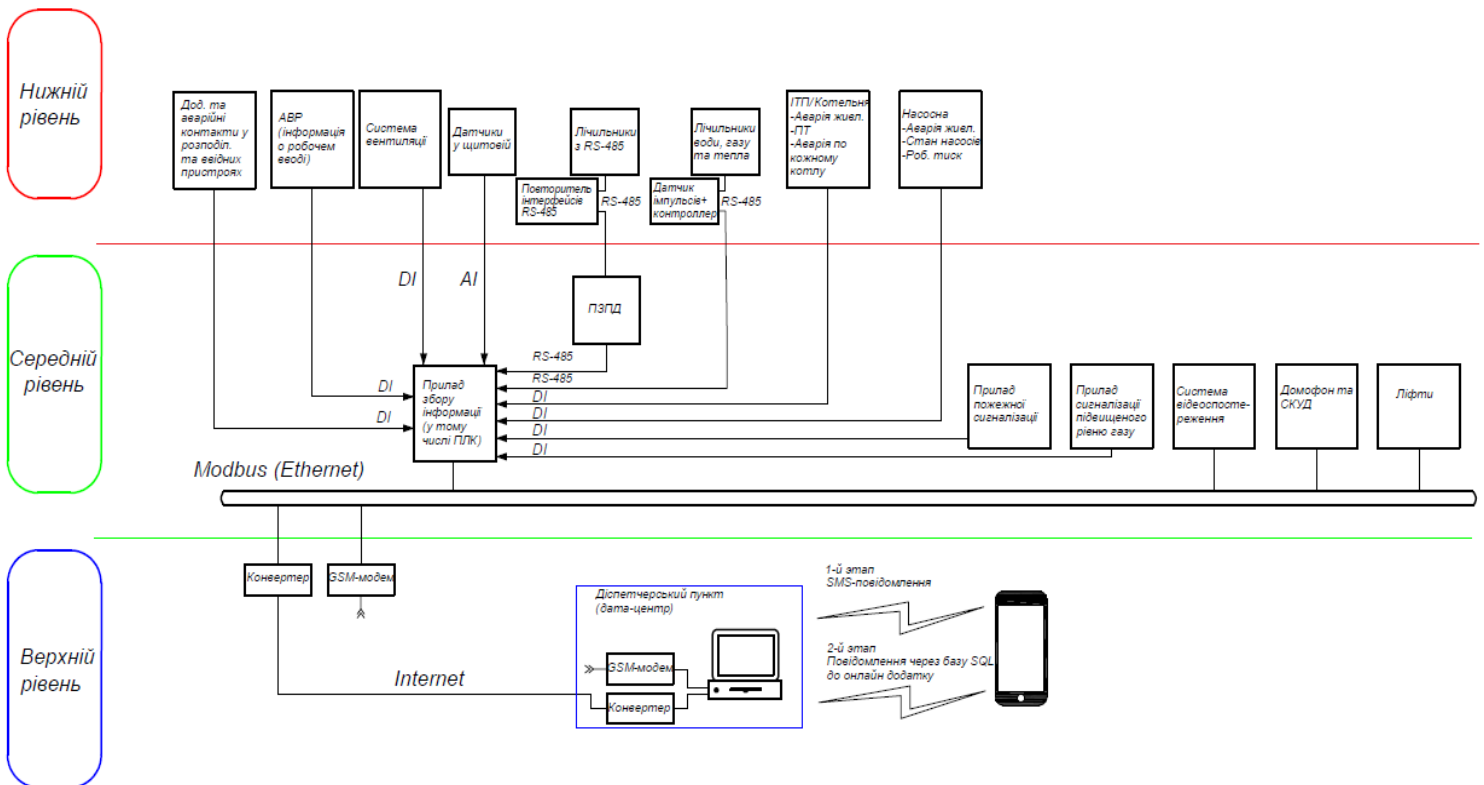 Нижній
рівень
Дод. та
аварійні
контакти у
розподіл.
та ввідних
пристроях
АВР
(інформація
о робочем
вводі)
Система
вентиляції
Датчики
у щитовій
Лічильники
з RS-485
Повторитель
інтерфейсів
RS-485
RS-485
Лічильники
води, газу
та тепла
Датчик
імпульсів+
контроллер
RS-485
ІТП/Котельня
-Аварія живл.
-ПТ
-Аварія по
кожному
котлу
Насосна
-Аварія живл.
-Стан насосів
-Роб. тиск
Середній
рівень
DI
AI
ПЗПД
RS-485
RS-485
DI
DI
DI
DI
DI
DI
Прилад
збору
інформації
(у тому
числі ПЛК)
Прилад
пожежної
сигналізації
Прилад
сигналізації
підвищеного
рівню газу
Система
відеоспосте-
реження
Домофон та
СКУД
Ліфти
Modbus (Ethernet)
Верхній
рівень
Конвертер
GSM-модем
Internet
Діспетчерський пункт
(дата-центр)
GSM-модем
Конвертер
1-й этап
SMS-повідомлення
2-й этап
Повідомлення через базу SQL
до онлайн додатку